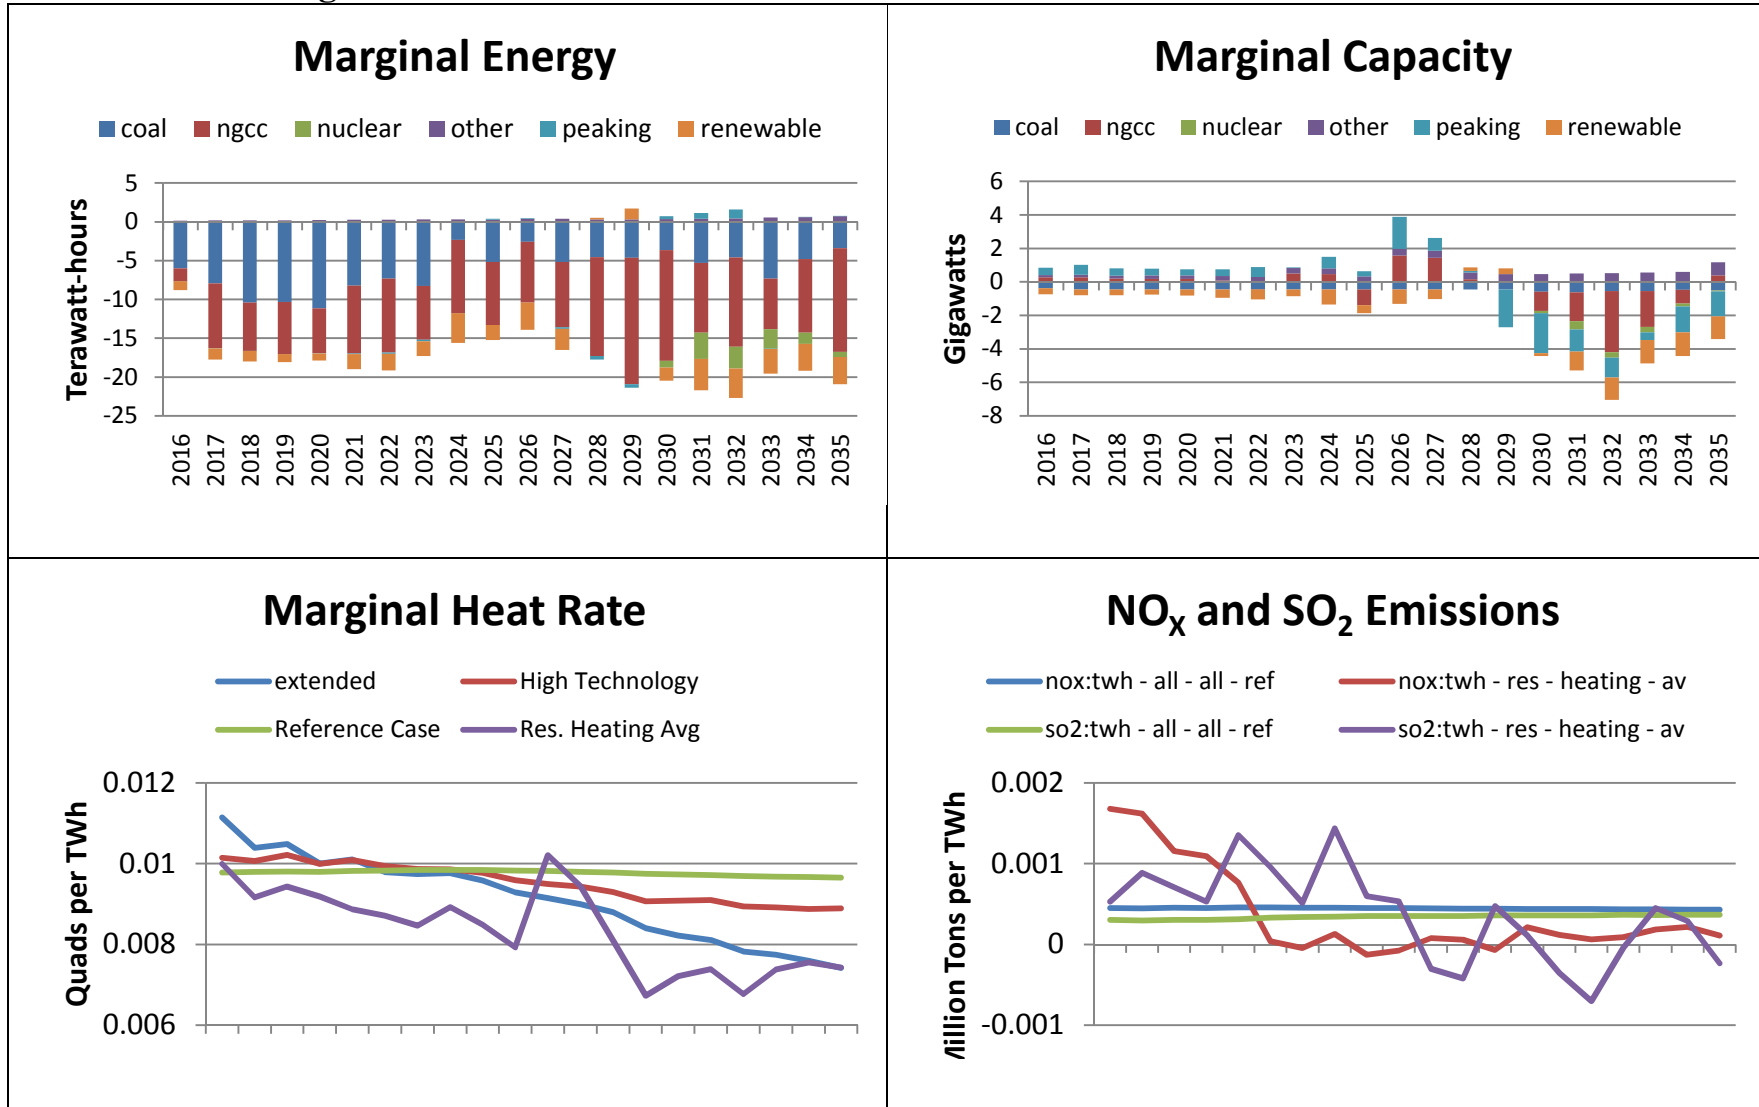 Marginal Energy
coal ngcc nuclear other peaking renewable
Terawatt-hours
5
0
-5
-10
-15
-20
-25
2016 2017 2018 2019 2020 2021 2022 2023 2024 2025 2026 2027 2028 2029 2030 2031 2032 2033 2034 2035
Marginal Capacity
coal ngcc nuclear other peaking renewable
Gigawatts
6
4
2
0
-2
-4
-6
-8
2016 2017 2018 2019 2020 2021 2022 2023 2024 2025 2026 2027 2028 2029 2030 2031 2032 2033 2034 2035
Marginal Heat Rate
extended High Technology
Reference Case Res. Heating Avg
Quads per TWh
0.012
0.01
0.008
0.006
NOX and SO2 Emissions
nox:twh - all - all - ref nox:twh - res - heating - av
so2:twh - all - all - ref so2:twh - res - heating - av
Tons per TWh
0.002
0.001
0
-0.001